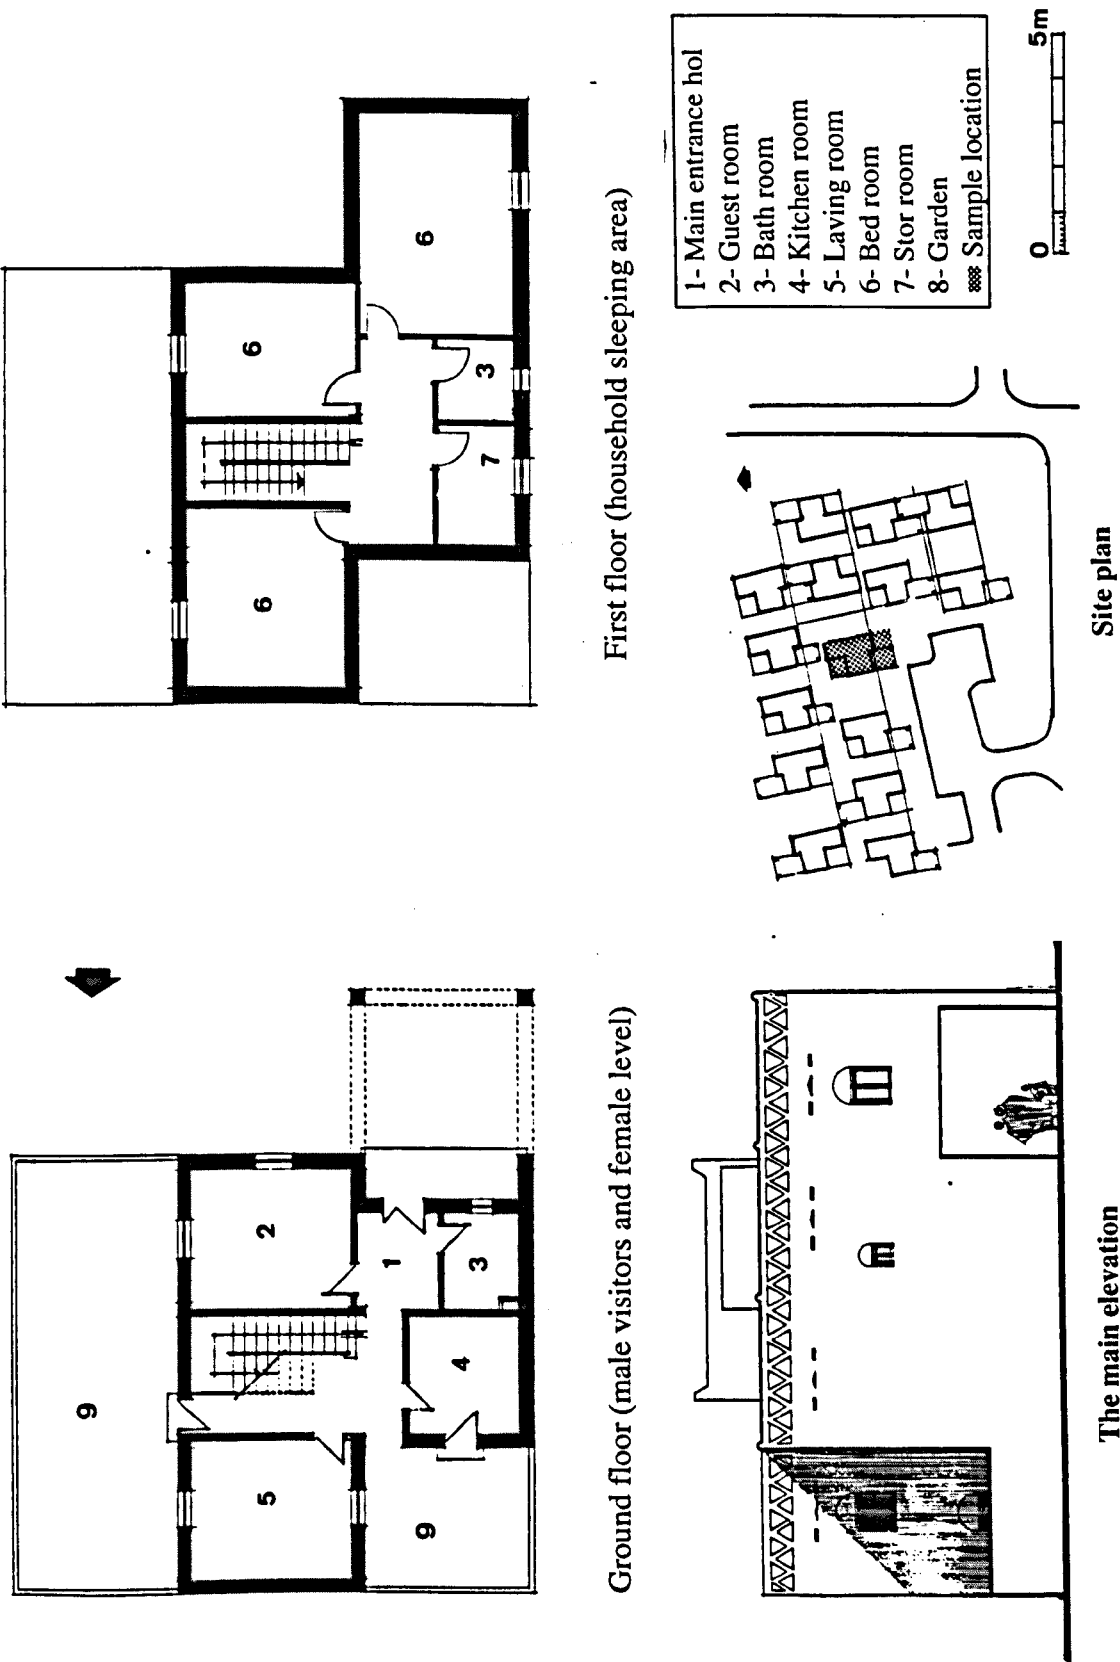 9
2
5
1
3
4
9
Ground floor (male visitors and female level)
6
6
6
3
7
First floor (household sleeping area)
The main elevation
Site plan
1- Main entrance hol
2- Guest room
3- Bath room
4- Kitchen room
5- Laving room
6- Bed room
7- Stor room
8- Garden
Sample location
0 5m